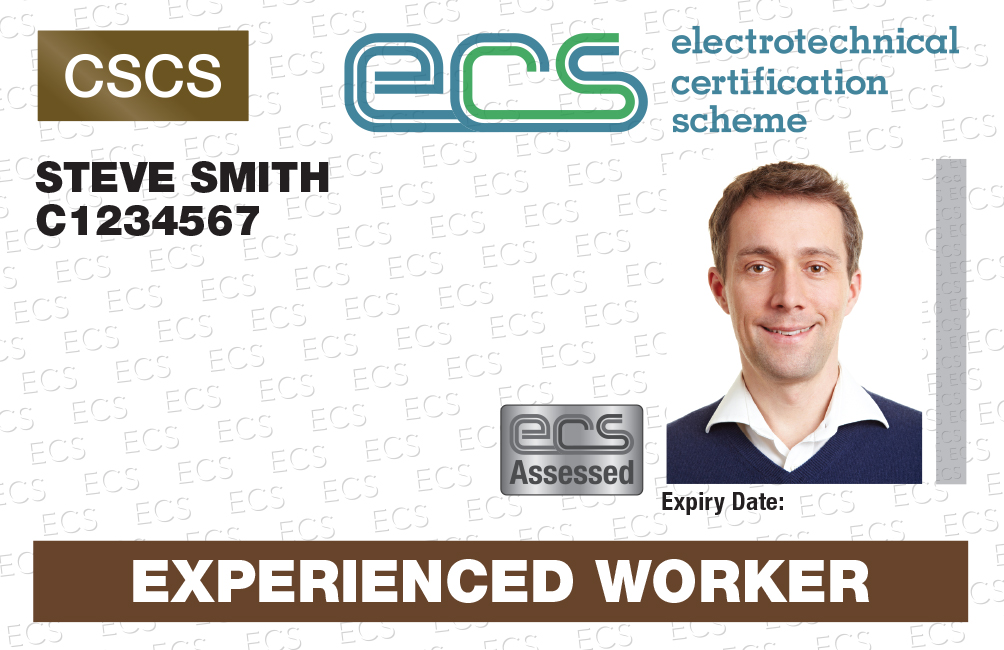 CSCS
ecs
electrotechnical
certification
scheme
STEVE SMITH
C1234567
ecs
Assessed
Expiry Date:
EXPERIENCED WORKER